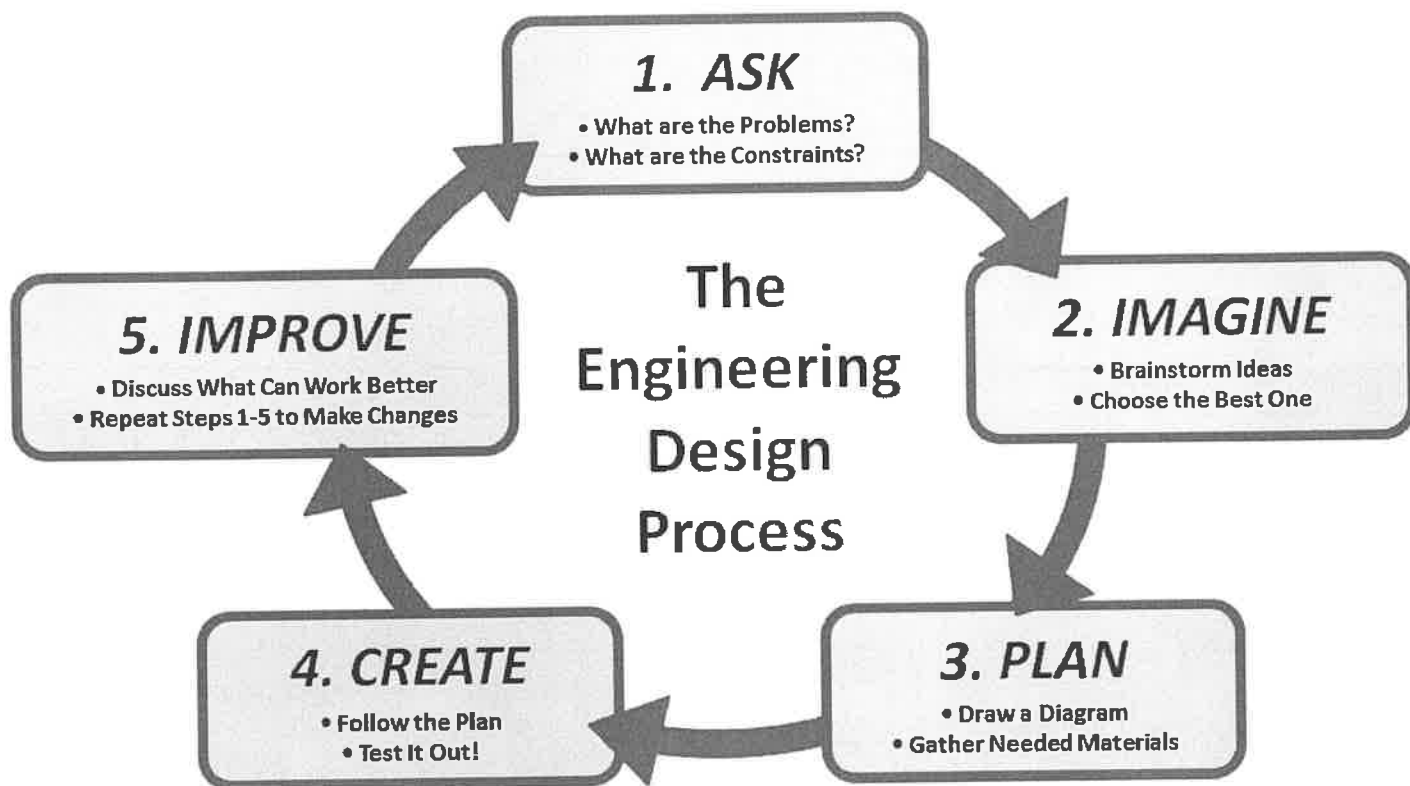 1. ASK
• What are the Problems?
• What are the Constraints?
The
Engineering
Design
Process
2. IMAGINE
• Brainstorm Ideas
• Choose the Best One
3. PLAN
• Draw a Diagram
• Gather Needed Materials
4. CREATE
• Follow the Plan
• Test It Out!
5. IMPROVE
• Discuss What Can Work Better
• Repeat Steps 1-5 to Make Changes